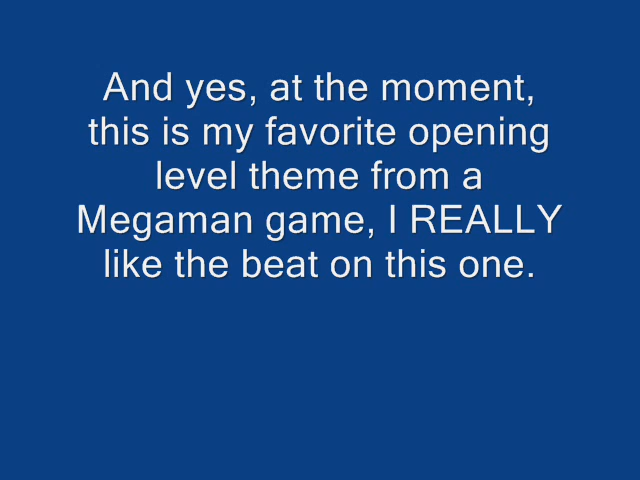 And yes, at the moment,
this is my favorite opening
level theme from a
Megaman game, I REALLY
like the beat on this one.